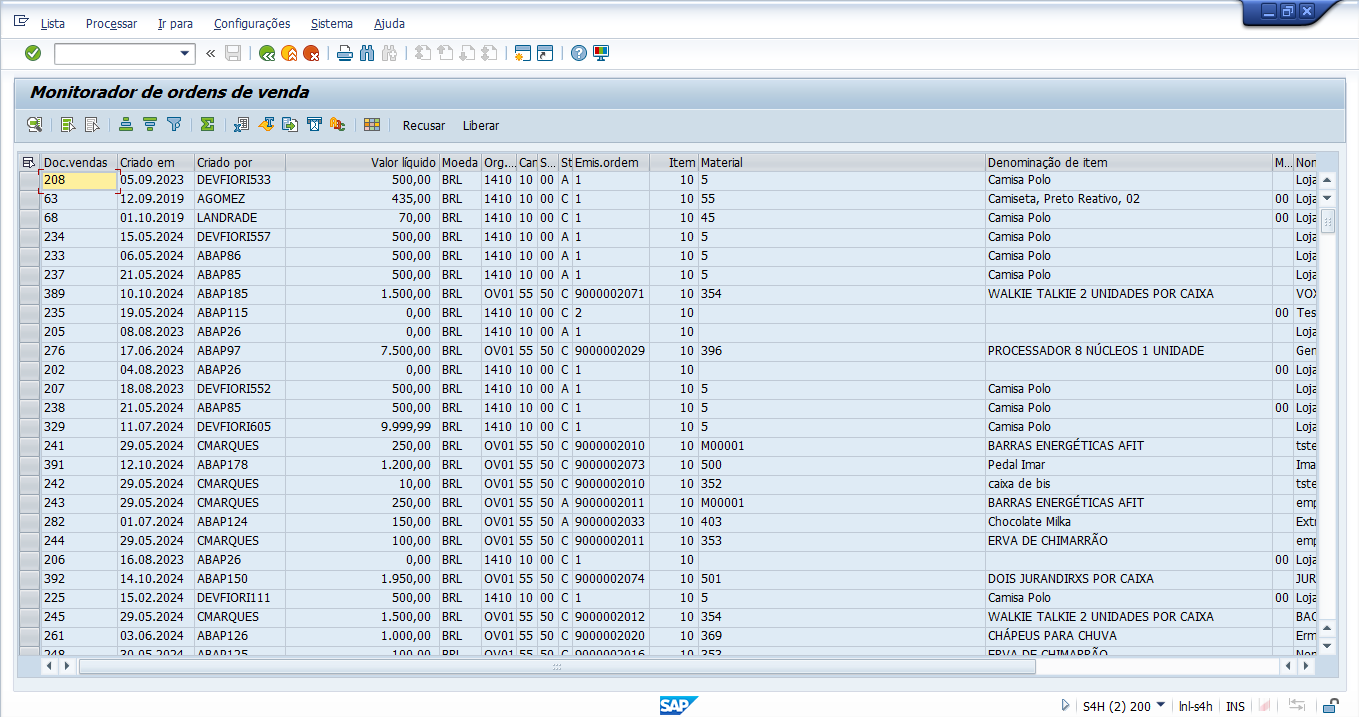 Lista Processar Ir para Configurações Sistema Ajuda
Monitorador de ordens de venda
Recusar Liberar
Doc.vendas Criado em Criado por Valor líquido Moeda Org.... Can S... St Emis.ordem Item Material Denominação de item M... Non
208 05.09.2023 DEVFIORI533 500,00 BRL 1410 10 00 A 1 10 5 Camisa Polo Loja
63 12.09.2019 AGOMEZ 435,00 BRL 1410 10 00 C 1 10 55 Camiseta, Preto Reativo, 02 00 Loja
68 01.10.2019 LANDRADE 70,00 BRL 1410 10 00 C 1 10 45 Camisa Polo 00 Loja
234 15.05.2024 DEVFIORI557 500,00 BRL 1410 10 00 A 1 10 5 Camisa Polo Loja
233 06.05.2024 ABAP86 500,00 BRL 1410 10 00 A 1 10 5 Camisa Polo Loja
237 21.05.2024 ABAP85 500,00 BRL 1410 10 00 A 1 10 5 Camisa Polo Loja
389 10.10.2024 ABAP185 1.500,00 BRL OV01 55 50 C 9000002071 10 354 WALKIE TALKIE 2 UNIDADES POR CAIXA VOX
235 19.05.2024 ABAP115 0,00 BRL 1410 10 00 C 2 10 00 Tes
205 08.08.2023 ABAP26 0,00 BRL 1410 10 00 A 1 10 Loja
276 17.06.2024 ABAP97 7.500,00 BRL OV01 55 50 C 9000002029 10 396 PROCESSADOR 8 NÚCLEOS 1 UNIDADE Ger
202 04.08.2023 ABAP26 0,00 BRL 1410 10 00 C 1 10 00 Loja
207 18.08.2023 DEVFIORI552 500,00 BRL 1410 10 00 A 1 10 5 Camisa Polo Loja
238 21.05.2024 ABAP85 500,00 BRL 1410 10 00 C 1 10 5 Camisa Polo 00 Loja
329 11.07.2024 DEVFIORI605 9.999,99 BRL 1410 10 00 C 1 10 5 Camisa Polo Loja
241 29.05.2024 CMARQUES 250,00 BRL OV01 55 50 C 9000002010 10 M00001 BARRAS ENERGÉTICAS AFIT tste
391 12.10.2024 ABAP178 1.200,00 BRL OV01 55 50 C 9000002073 10 500 Pedal Imar Ima
242 29.05.2024 CMARQUES 10,00 BRL OV01 55 50 C 9000002010 10 352 caixa de bis tste
243 29.05.2024 CMARQUES 250,00 BRL OV01 55 50 A 9000002011 10 M00001 BARRAS ENERGÉTICAS AFIT emp
282 01.07.2024 ABAP124 150,00 BRL OV01 55 50 A 9000002033 10 403 Chocolate Milka Extr
244 29.05.2024 CMARQUES 100,00 BRL OV01 55 50 C 9000002011 10 353 ERVA DE CHIMARRÃO emp
206 16.08.2023 ABAP26 0,00 BRL 1410 10 00 C 1 10 00 Loja
392 14.10.2024 ABAP150 1.950,00 BRL OV01 55 50 C 9000002074 10 501 DOIS JURANDIRXS POR CAIXA JUR
225 15.02.2024 DEVFIORI111 500,00 BRL 1410 10 00 C 1 10 5 Camisa Polo 00 Loja
245 29.05.2024 CMARQUES 1.500,00 BRL OV01 55 50 C 9000002012 10 354 WALKIE TALKIE 2 UNIDADES POR CAIXA BAC
261 03.06.2024 ABAP126 1.000,00 BRL OV01 55 50 C 9000002020 10 369 CHÁPEUS PARA CHUVA Erm
248 30.05.2024 ABAP125 100,00 BRL OV01 55 50 C 9000002016 10 353 ERVA DE CHIMARRÃO
SAP S4H (2) 200 lnl-s4h INS